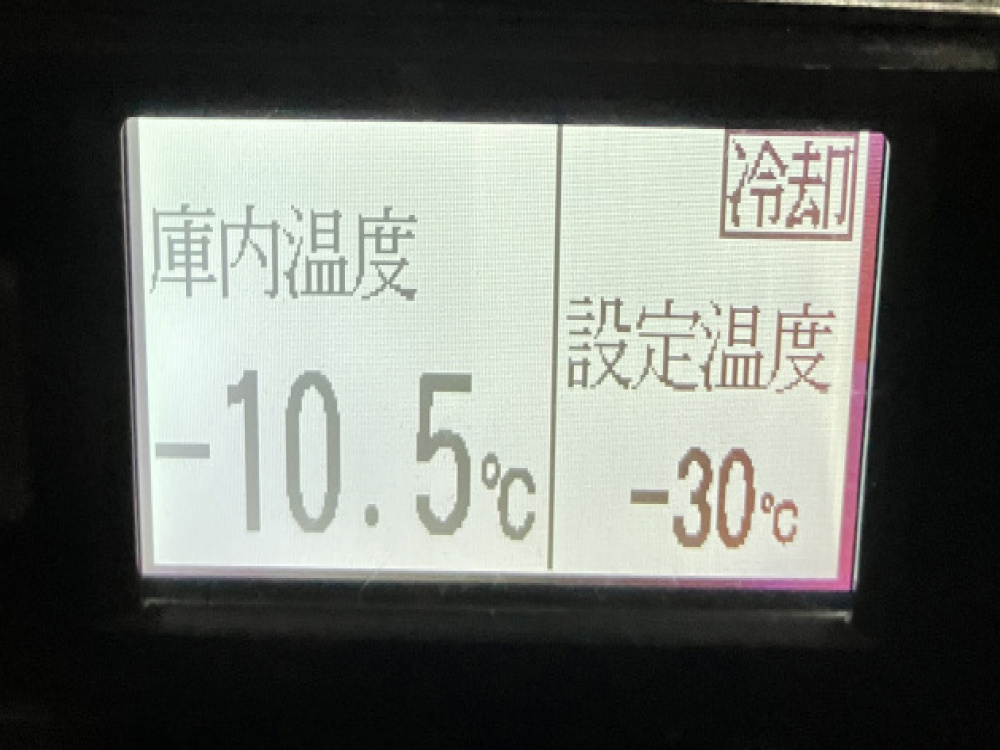 庫内温度
-10.5℃
冷却
設定温度
-30℃